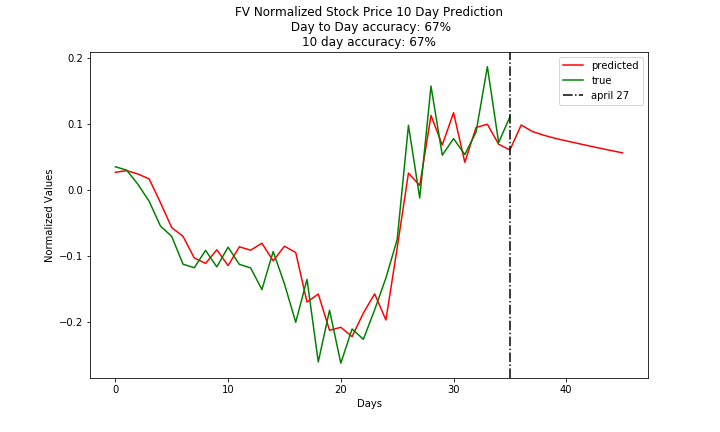 FV Normalized Stock Price 10 Day Prediction
Day to Day accuracy: 67%
10 day accuracy: 67%
predicted
true
april 27
Normalized Values
0.2
0.1
0.0
−0.1
−0.2
0 10 20 30 40
Days